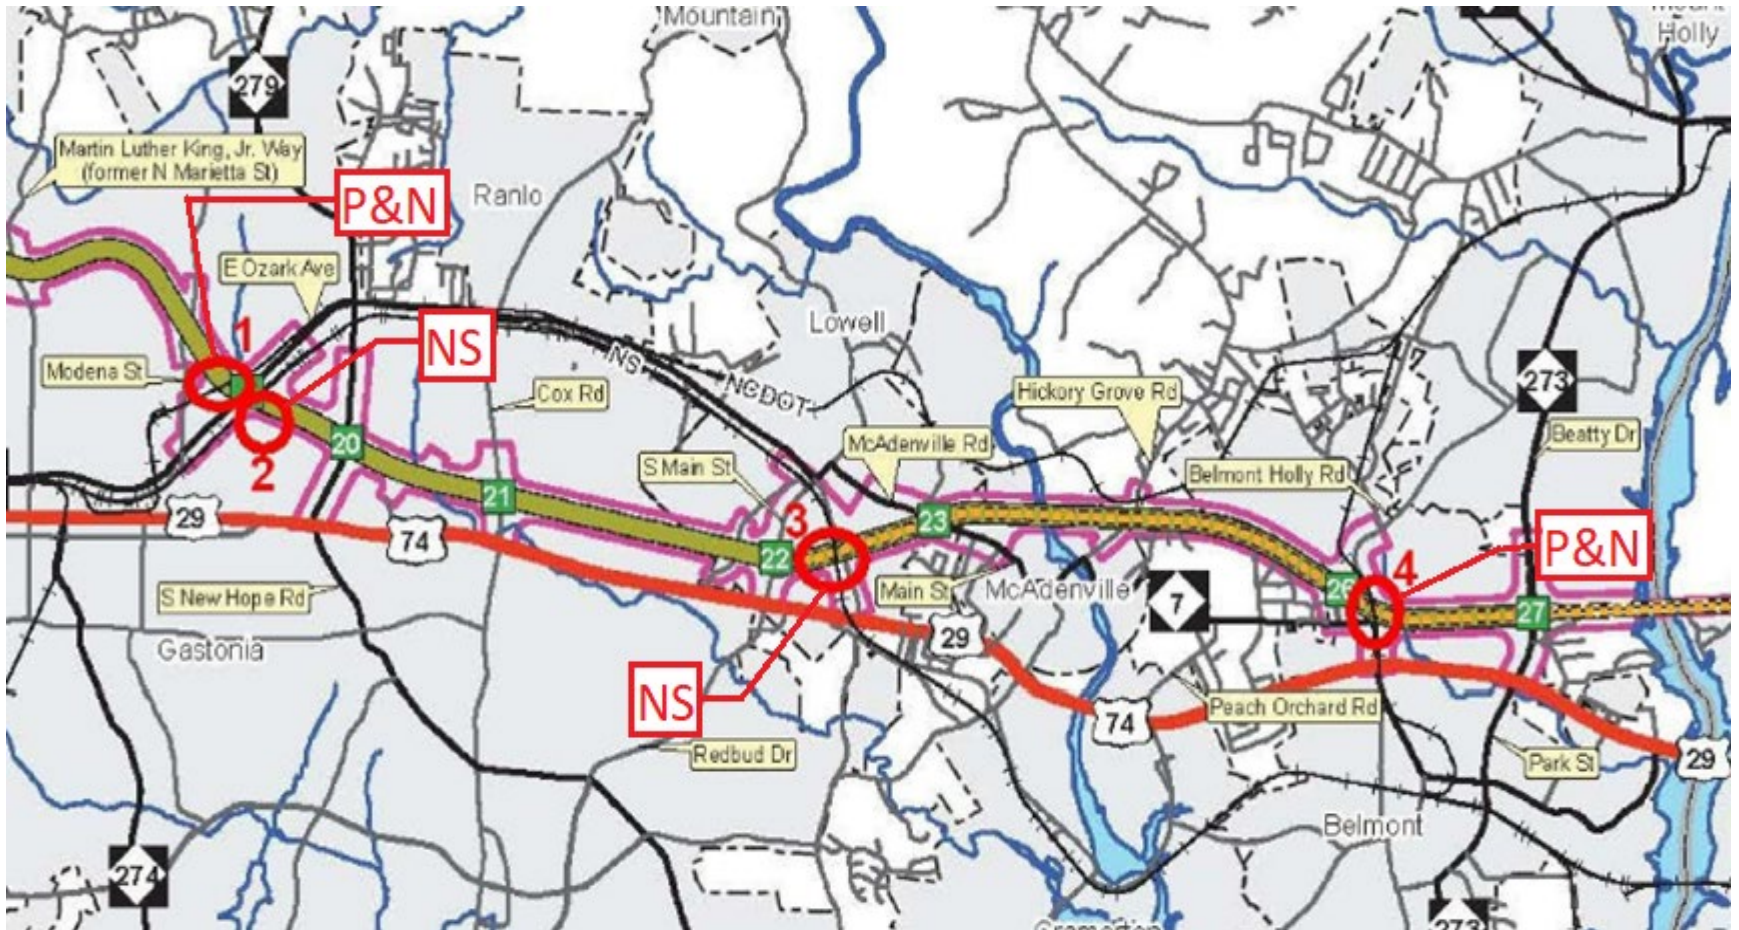 Mountain
Mount
Holly
279
Martin Luther King, Jr. Way
(former N Marietta St)
P&N
Ranlo
E Ozark Ave
1
NS
Lowell
Modena St
NS
NCDOT
Cox Rd
Hickory Grove Rd
273
2
20
McAdenville Rd
Beatty Dr
S Main St
Belmont Holly Rd
21
29
74
3
23
P&N
22
26
4
S New Hope Rd
Main St
McAdenville
7
27
Gastonia
29
NS
74
Peach Orchard Rd
Redbud Dr
Park St
29
Belmont
274
273
Cramerton